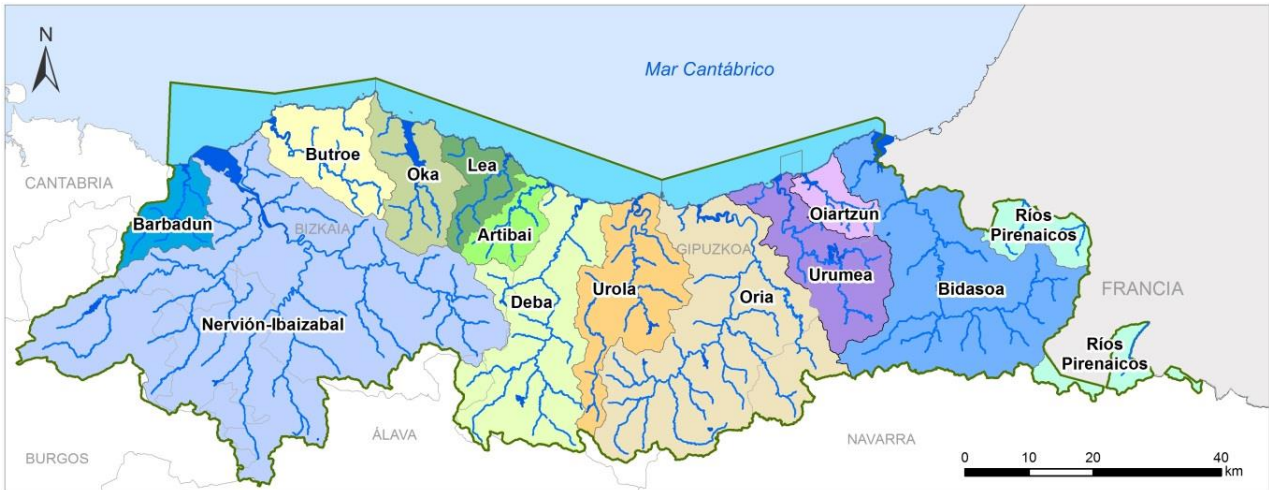 N
Mar Cantábrico
CANTABRIA
Barbadun
Butroe
BIZKAIA
Oka
Lea
Artibai
Nervión-Ibaizabal
Deba
Urola
GIPUZKOA
Oria
Oiartzun
Urumea
Bidasoa
Ríos
Pirenaicos
FRANCIA
Ríos
Pirenaicos
BURGOS
ÁLAVA
NAVARRA
0 10 20 40
km